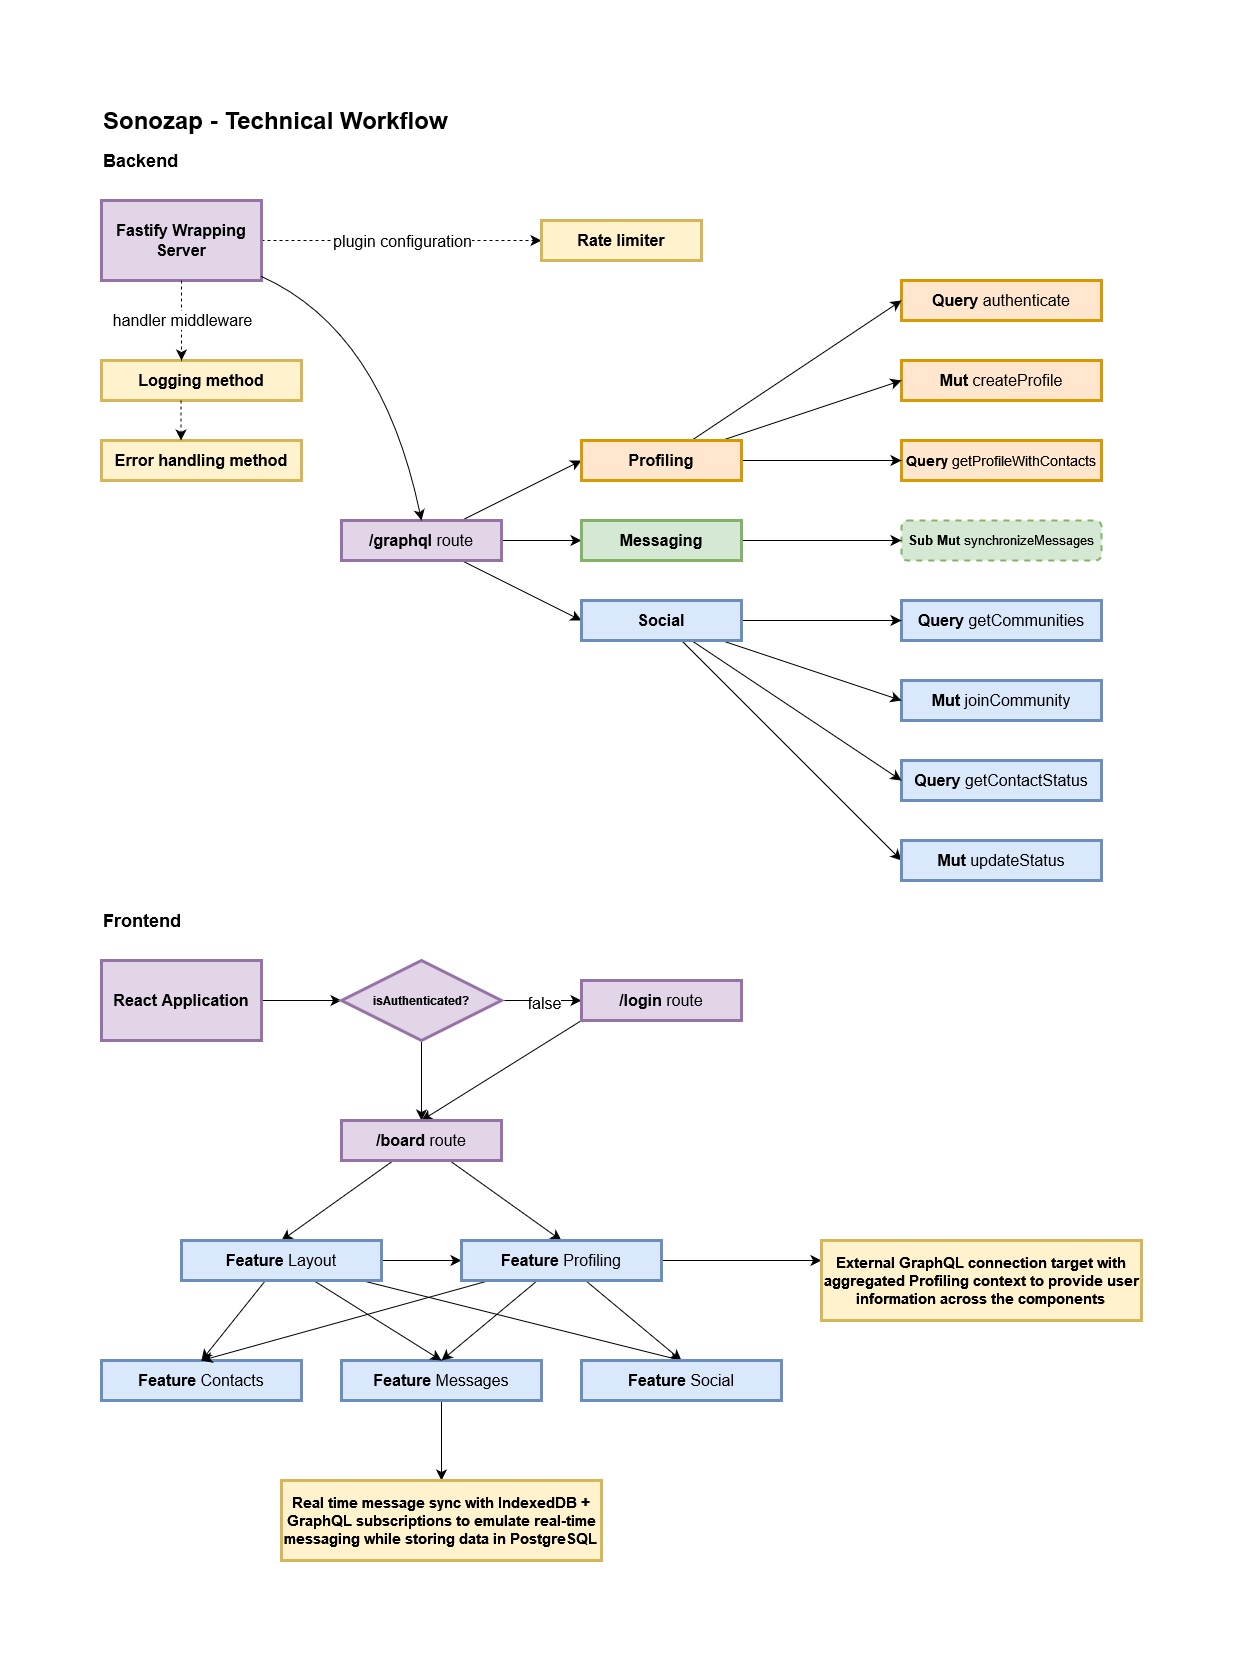 Sonozap - Technical Workflow
Backend
Fastify Wrapping
Server
plugin configuration
Rate limiter
handler middleware
Logging method
Error handling method
/graphql route
Profiling
Messaging
Social
Query authenticate
Mut createProfile
Query getProfileWithContacts
Sub Mut synchronizeMessages
Query getCommunities
Mut joinCommunity
Query getContactStatus
Mut updateStatus
Frontend
React Application
isAuthenticated?
false
/login route
/board route
Feature Layout
Feature Profiling
External GraphQL connection target with
aggregated Profiling context to provide user
information across the components
Feature Contacts
Feature Messages
Feature Social
Real time message sync with IndexedDB +
GraphQL subscriptions to emulate real-time
messaging while storing data in PostgreSQL